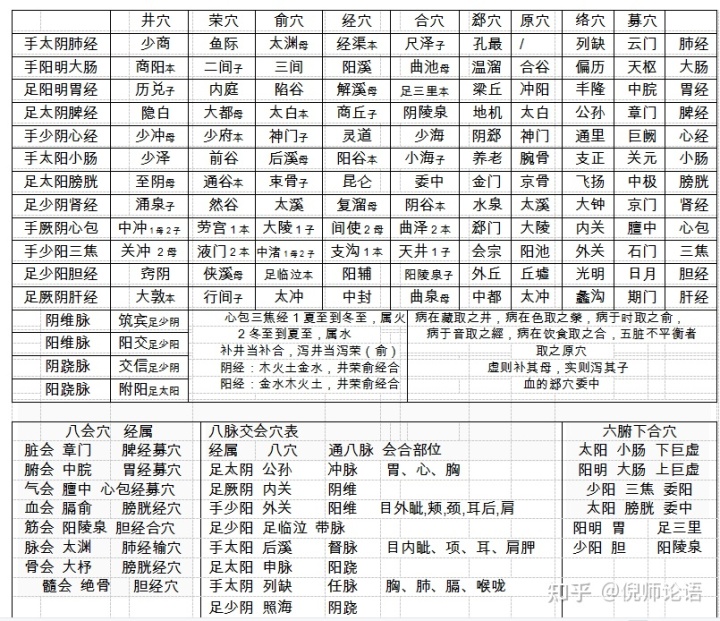 井穴 荣穴 俞穴 经穴 合穴 郄穴 原穴 络穴 募穴
手太阴肺经 少商 鱼际 太渊母 经渠本 尺泽子 孔最 / 列缺 云门 肺经
手阳明大肠 商阳本 二间子 三间 阳溪 曲池母 温溜 合谷 偏历 天枢 大肠
足阳明胃经 历兑子 内庭 陷谷 解溪母 足三里本 梁丘 冲阳 丰隆 中脘 胃经
足太阴脾经 隐白 大都母 太白本 商丘子 阴陵泉 地机 太白 公孙 章门 脾经
手少阴心经 少冲母 少府本 神门子 灵道 少海 阴郄 神门 通里 巨阙 心经
手太阳小肠 少泽 前谷 后溪母 阳谷本 小海子 养老 腕骨 支正 关元 小肠
足太阳膀胱 至阴母 通谷本 束骨子 昆仑 委中 金门 京骨 飞扬 中极 膀胱
足少阴肾经 涌泉子 然谷 太溪 复溜母 阴谷本 水泉 太溪 大钟 京门 肾经
手厥阴心包 中冲1母2子 劳宫1本 大陵1子 间使2母 曲泽2本 郄门 大陵 内关 膻中 心包
手少阳三焦 关冲2母 液门2本 中渚1母2子 支沟1本 天井1子 会宗 阳池 外关 石门 三焦
足少阳胆经 窍阴 侠溪母 足临泣本 阳辅 阳陵泉子 外丘 丘墟 光明 日月 胆经
足厥阴肝经 大敦本 行间子 太冲 中封 曲泉母 中都 太冲 蠡沟 期门 肝经
阴维脉 筑宾足少阴
阳维脉 阳交足少阳
阴跷脉 交信足少阴
阳跷脉 附阳足太阳
心包三焦经1夏至到冬至，属火
2冬至到夏至，属水
补井当补合，泻井当泻荣（俞）
阴经：木火土金水，井荣俞经合
阳经：金水木火土，井荣俞经合
病在藏取之井，病在色取之榮，病于时取之俞，
病于音取之經，病在饮食取之合，五脏不平衡者
取之原穴
虚则补其母，实则泻其子
血的郄穴委中
八会穴 经属
脏会 章门 脾经募穴
腑会 中脘 胃经募穴
气会 膻中 心包经募穴
血会 膈俞 膀胱经穴
筋会 阳陵泉 胆经合穴
脉会 太渊 肺经输穴
骨会 大杼 膀胱经穴
髓会 绝骨 胆经穴
八脉交会穴表
经属 八穴 通八脉 会合部位
足太阴 公孙 冲脉 胃、心、胸
足厥阴 内关 阴维
手少阳 外关 阳维 目外眦,颊,颈,耳后,肩
足少阳 足临泣 带脉
手太阳 后溪 督脉 目内眦、项、耳、肩胛
足太阳 申脉 阳跷
手太阴 列缺 任脉 胸、肺、膈、喉咙
足少阴 照海 阴跷
六腑下合穴
太阳 小肠 下巨虚
阳明 大肠 上巨虚
少阳 三焦 委阳
太阳 膀胱 委中
阳明 胃 足三里
少阳 胆 阳陵泉
知乎 @倪师论语